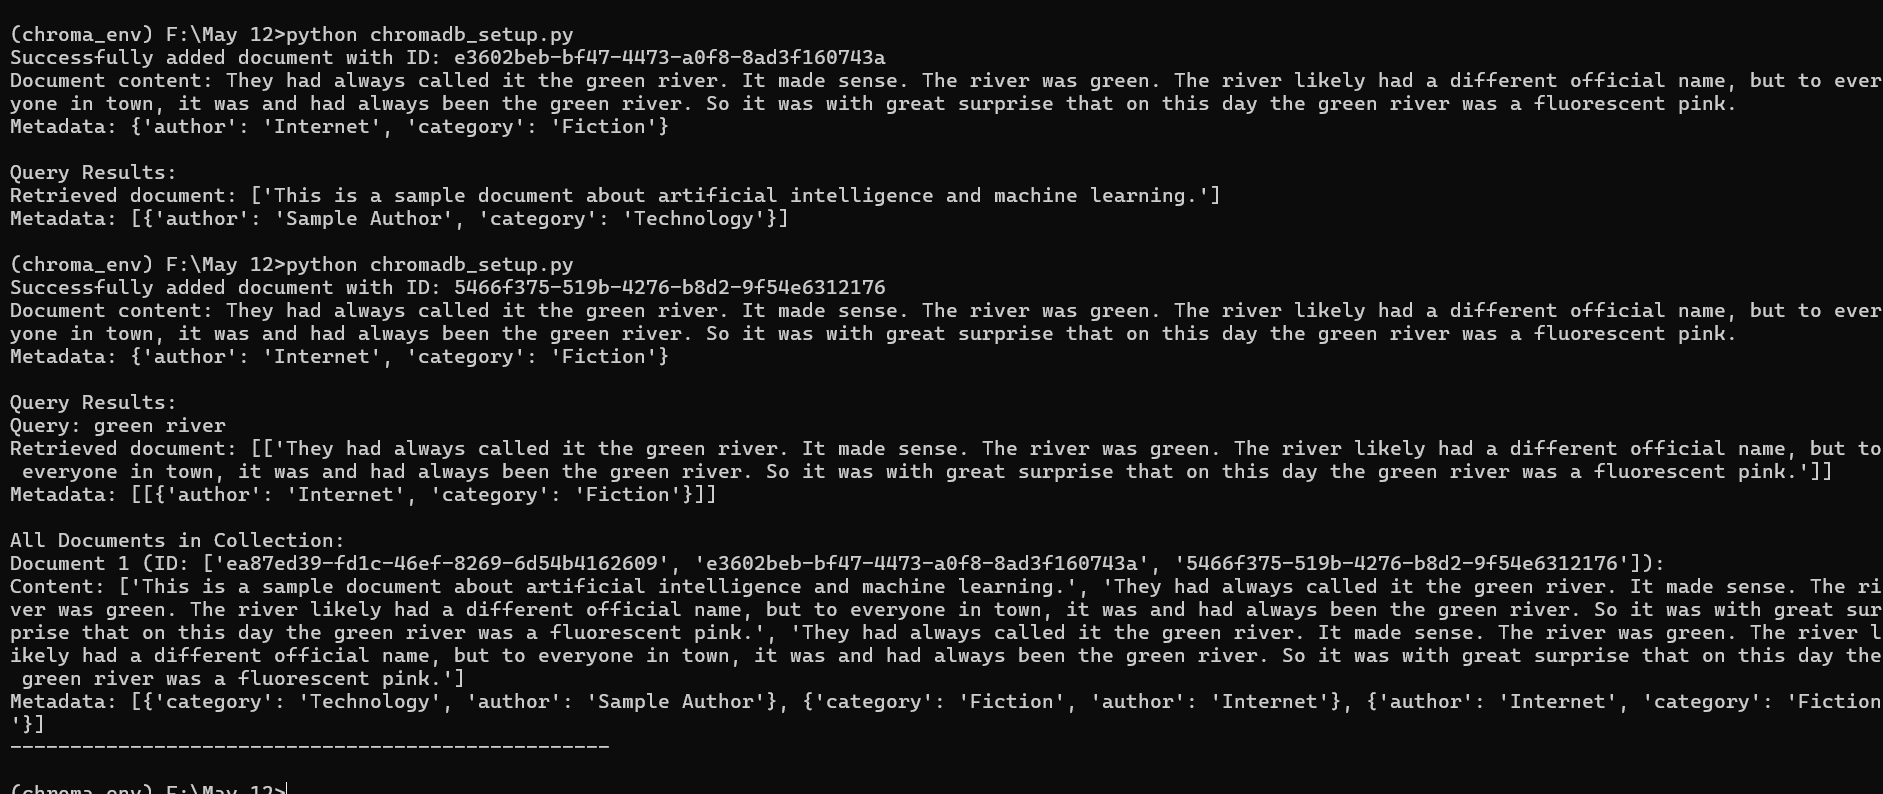 (chroma_env) F:\May 12>python chromadb_setup.py
Successfully added document with ID: e3602beb-bf47-4473-a0f8-8ad3f160743a
Document content: They had always called it the green river. It made sense. The river was green. The river likely had a different official name, but to ever
yone in town, it was and had always been the green river. So it was with great surprise that on this day the green river was a fluorescent pink.
Metadata: {'author': 'Internet', 'category': 'Fiction'}
Query Results:
Retrieved document: ['This is a sample document about artificial intelligence and machine learning.']
Metadata: [{'author': 'Sample Author', 'category': 'Technology'}]
(chroma_env) F:\May 12>python chromadb_setup.py
Successfully added document with ID: 5466f375-519b-4276-b8d2-9f54e6312176
Document content: They had always called it the green river. It made sense. The river was green. The river likely had a different official name, but to ever
yone in town, it was and had always been the green river. So it was with great surprise that on this day the green river was a fluorescent pink.
Metadata: {'author': 'Internet', 'category': 'Fiction'}
Query Results:
Query: green river
Retrieved document: [['They had always called it the green river. It made sense. The river was green. The river likely had a different official name, but to
 everyone in town, it was and had always been the green river. So it was with great surprise that on this day the green river was a fluorescent pink.']]
Metadata: [[{'author': 'Internet', 'category': 'Fiction'}]]
All Documents in Collection:
Document 1 (ID: ['ea87ed39-fd1c-46ef-8269-6d54b4162609', 'e3602beb-bf47-4473-a0f8-8ad3f160743a', '5466f375-519b-4276-b8d2-9f54e6312176']):
Content: ['This is a sample document about artificial intelligence and machine learning.', 'They had always called it the green river. It made sense. The ri
ver was green. The river likely had a different official name, but to everyone in town, it was and had always been the green river. So it was with great sur
prise that on this day the green river was a fluorescent pink.', 'They had always called it the green river. It made sense. The river was green. The river l
ikely had a different official name, but to everyone in town, it was and had always been the green river. So it was with great surprise that on this day the
 green river was a fluorescent pink.']
Metadata: [{'category': 'Technology', 'author': 'Sample Author'}, {'category': 'Fiction', 'author': 'Internet'}, {'author': 'Internet', 'category': 'Fiction
'}]
--------------------------------------------------
(chroma_env) F:\May 12>